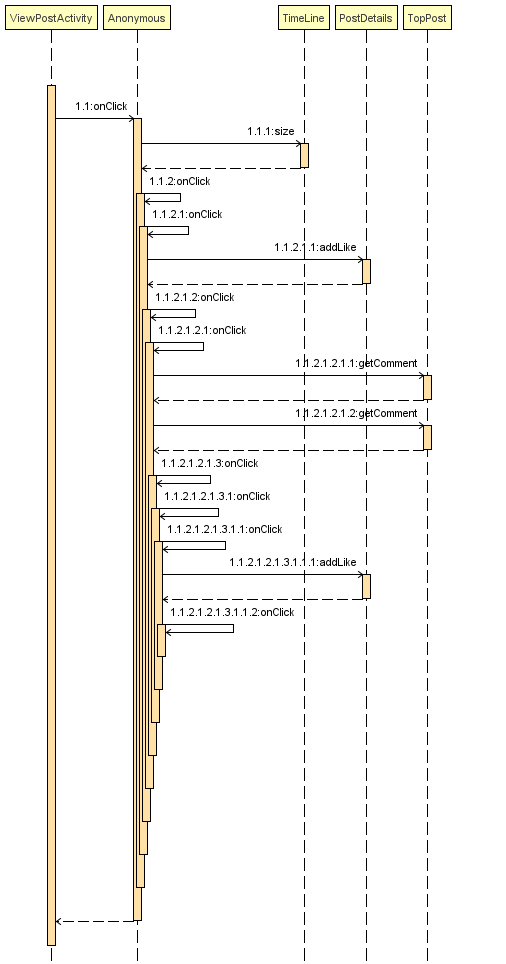 ViewPostActivity
Anonymous
TimeLine
PostDetails
TopPost
1.1:onClick
1.1.1:size
1.1.2:onClick
1.1.2.1:onClick
1.1.2.1.1:addLike
1.1.2.1.2:onClick
1.1.2.1.2.1:onClick
1.1.2.1.2.1.1:getComment
1.1.2.1.2.1.2:getComment
1.1.2.1.2.1.3:onClick
1.1.2.1.2.1.3.1:onClick
1.1.2.1.2.1.3.1.1:onClick
1.1.2.1.2.1.3.1.1.1:addLike
1.1.2.1.2.1.3.1.1.2:onClick